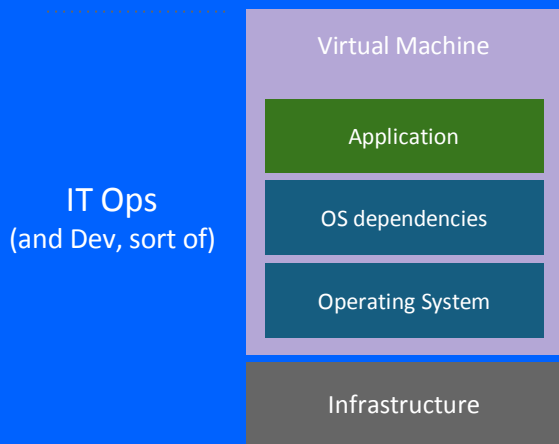 Virtual Machine
Application
IT Ops
(and Dev, sort of)
OS dependencies
Operating System
Infrastructure